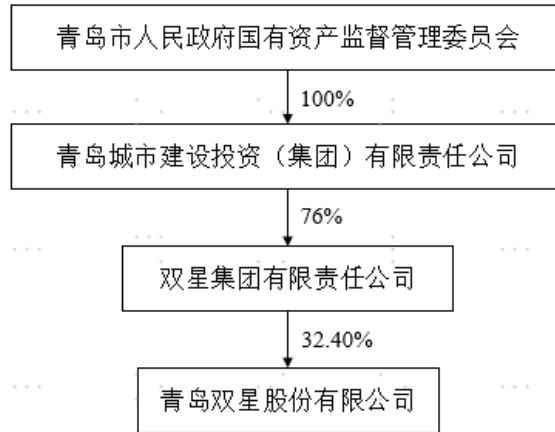 青岛市人民政府国有资产监督管理委员会
100%
青岛城市建设投资（集团）有限责任公司
76%
双星集团有限责任公司
32.40%
青岛双星股份有限公司